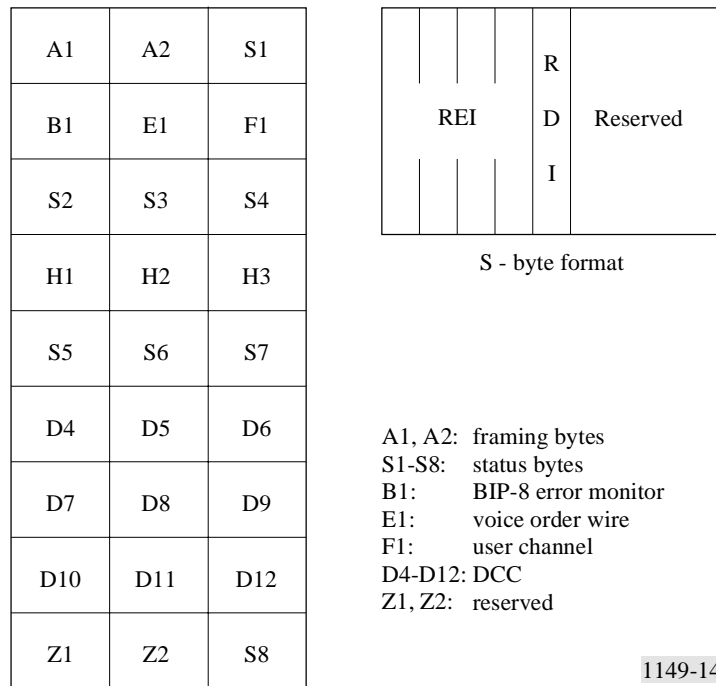 A1 A2 S1
B1 E1 F1
S2 S3 S4
H1 H2 H3
S5 S6 S7
D4 D5 D6
D7 D8 D9
D10 D11 D12
Z1 Z2 S8
R
REI D Reserved
I
S - byte format
A1, A2: framing bytes
S1-S8: status bytes
B1: BIP-8 error monitor
E1: voice order wire
F1: user channel
D4-D12: DCC
Z1, Z2: reserved
1149-14